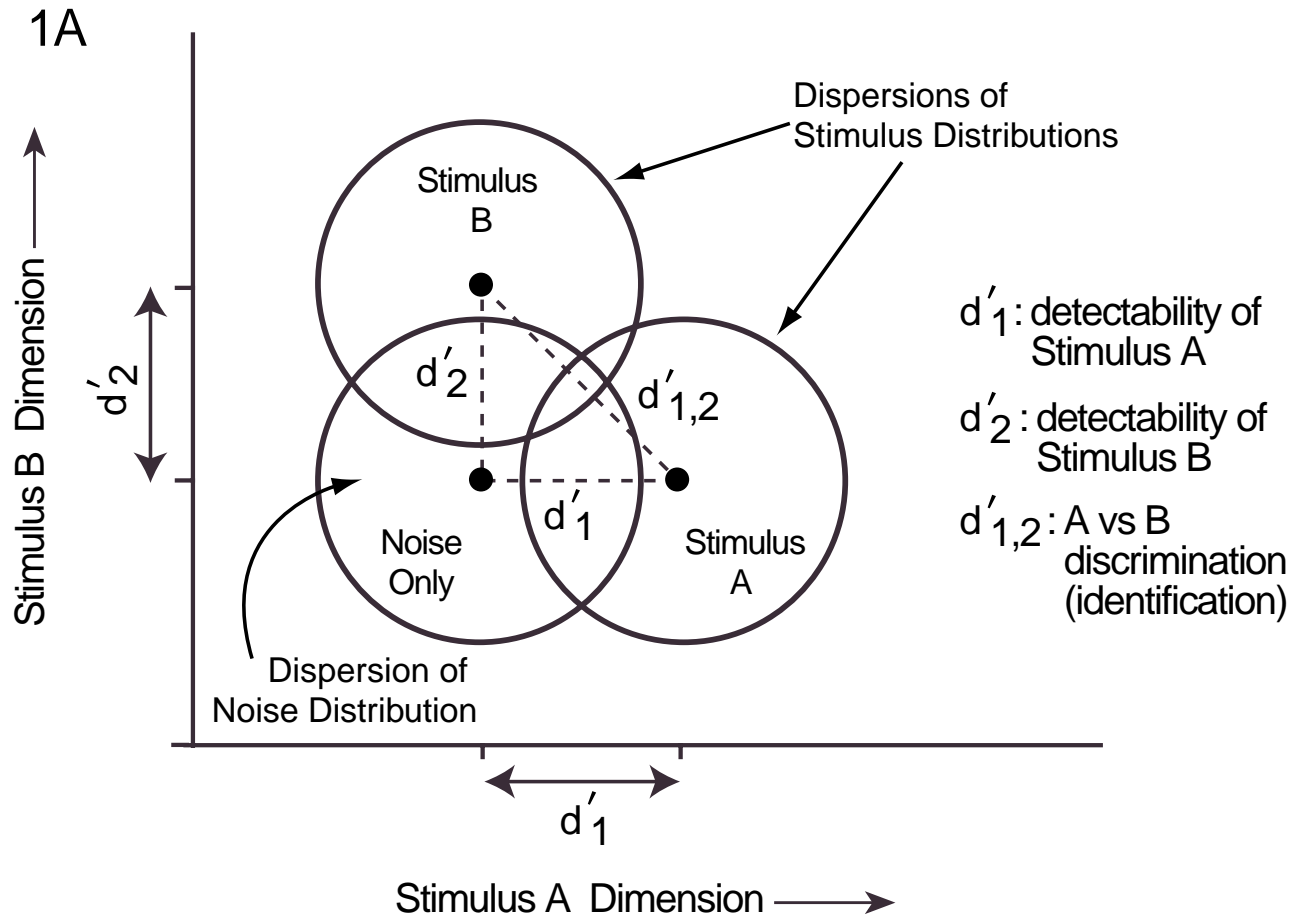 1A
Dispersions of
Stimulus Distributions
Stimulus
B
Stimulus B Dimension
d′2
d′2
d′1,2
d′1
Noise
Only
Stimulus
A
d′1: detectability of
Stimulus A
d′2: detectability of
Stimulus B
d′1,2: A vs B
discrimination
(identification)
Dispersion of
Noise Distribution
d′1
Stimulus A Dimension